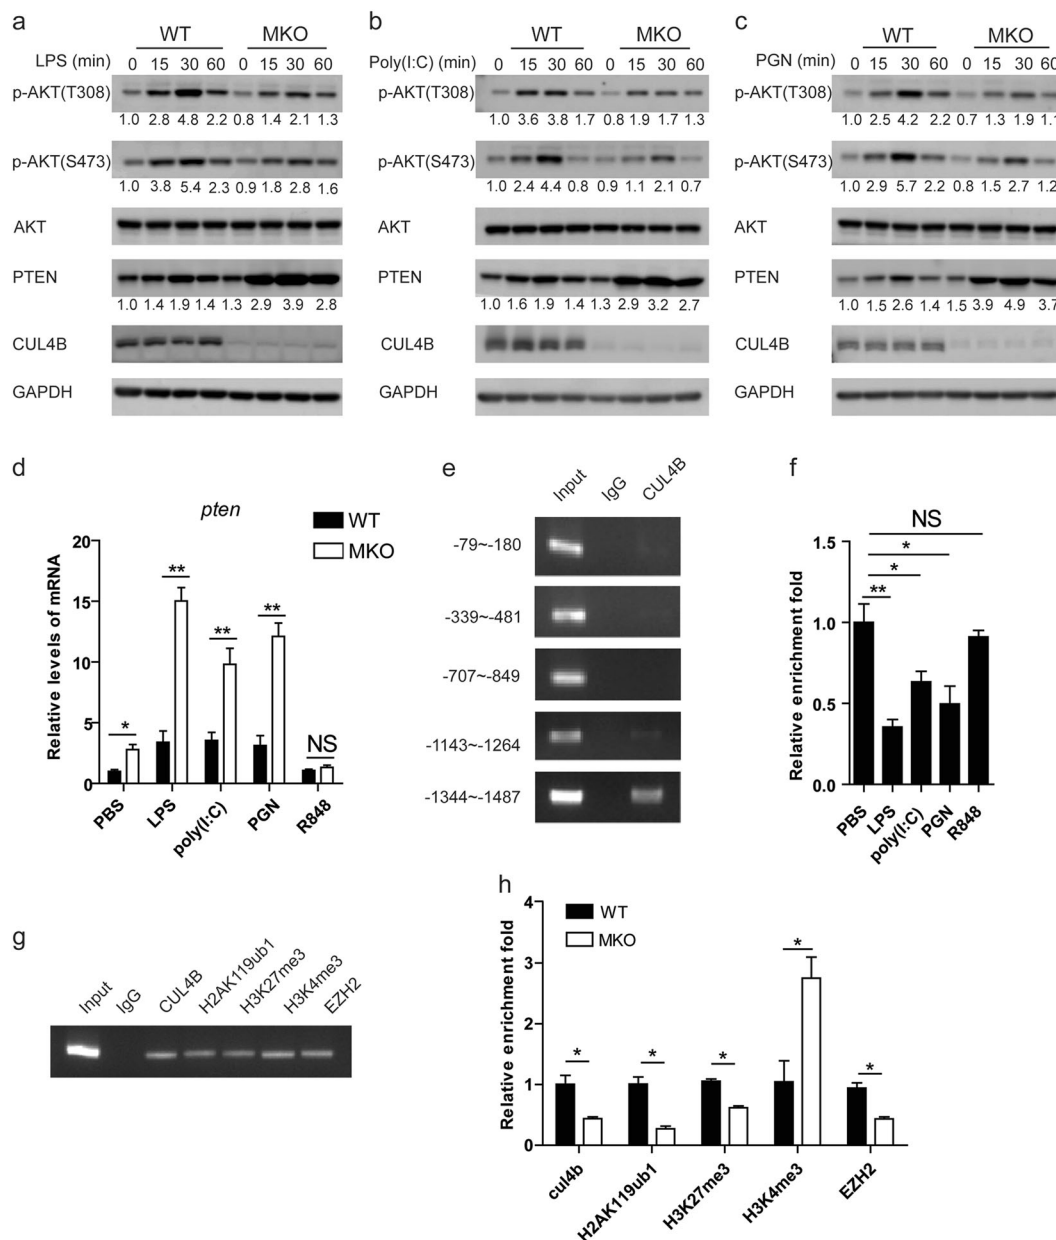 a
WT MKO
LPS (min) 0 15 30 60 0 15 30 60
p-AKT(T308)
1.0 2.8 4.8 2.2 0.8 1.4 2.1 1.3
p-AKT(S473)
1.0 3.8 5.4 2.3 0.9 1.8 2.8 1.6
AKT
PTEN
1.0 1.4 1.9 1.4 1.3 2.9 3.9 2.8
CUL4B
GAPDH
b
WT MKO
Poly(I:C) (min) 0 15 30 60 0 15 30 60
p-AKT(T308)
1.0 3.6 3.8 1.7 0.8 1.9 1.7 1.3
p-AKT(S473)
1.0 2.4 4.4 0.8 0.9 1.1 2.1 0.7
AKT
PTEN
1.0 1.6 1.9 1.4 1.3 2.9 3.2 2.7
CUL4B
GAPDH
c
WT MKO
PGN (min) 0 15 30 60 0 15 30 60
p-AKT(T308)
1.0 2.5 4.2 2.2 0.7 1.3 1.9 1.1
p-AKT(S473)
1.0 2.9 5.7 2.2 0.8 1.5 2.7 1.2
AKT
PTEN
1.0 1.5 2.6 1.4 1.5 3.9 4.9 3.7
CUL4B
GAPDH
d
pten
WT
MKO
Relative levels of mRNA
20
15
10
5
0
* ** ** ** NS
PBS LPS poly(I:C) PGN R848
e
Input IgG CUL4B
-79~-180
-339~-481
-707~-849
-1143~-1264
-1344~-1487
f
NS
*
*
**
Relative enrichment fold
1.5
1.0
0.5
0.0
PBS LPS poly(I:C) PGN R848
g
Input IgG CUL4B H2AK119ub1 H3K27me3 H3K4me3 EZH2
h
WT
MKO
Relative enrichment fold
4
3
2
1
0
* * * * *
cul4b H2AK119ub1 H3K27me3 H3K4me3 EZH2